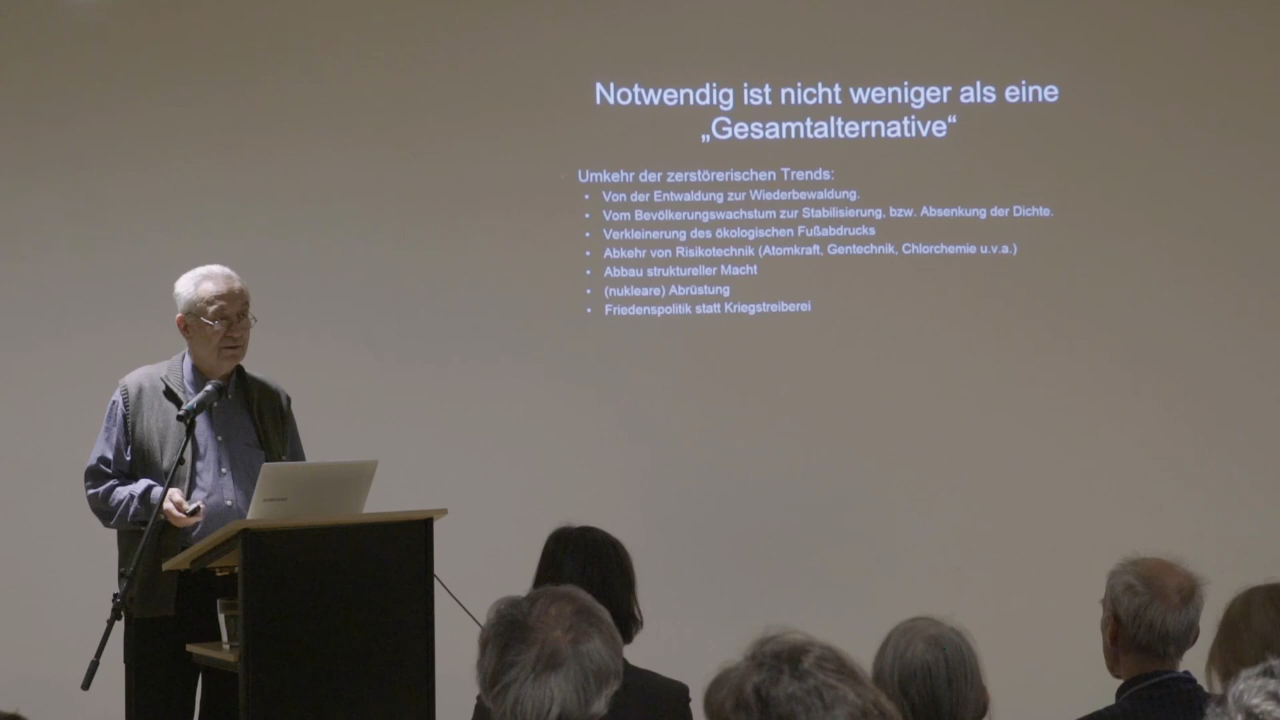 Notwendig ist nicht weniger als eine
„Gesamtalternative“
Umkehr der zerstörerischen Trends:
• Von der Entwaldung zur Wiederbewaldung.
• Vom Bevölkerungswachstum zur Stabilisierung, bzw. Absenkung der Dichte.
• Verkleinerung des ökologischen Fußabdrucks
• Abkehr von Risikotechnik (Atomkraft, Gentechnik, Chlorchemie u.v.a.)
• Abbau struktureller Macht
• (nukleare) Abrüstung
• Friedenspolitik statt Kriegstreiberei